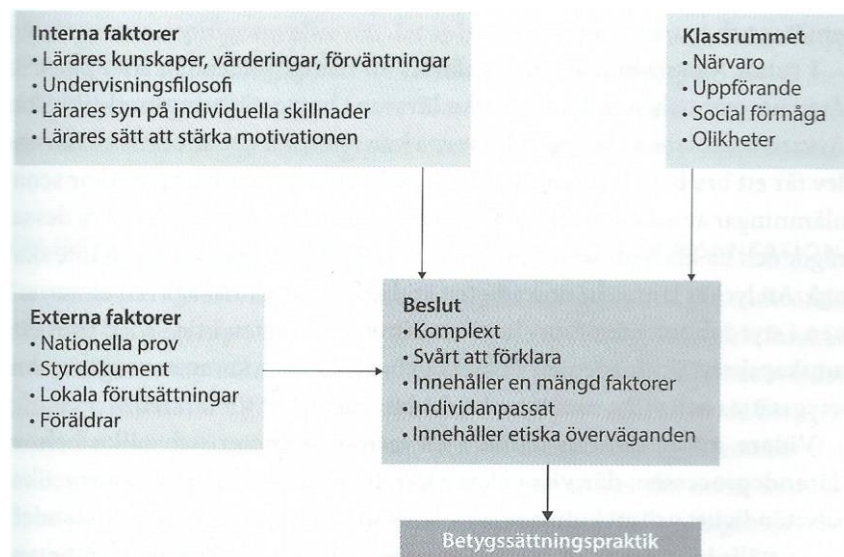 Interna faktorer
• Lärares kunskaper, värderingar, förväntningar
• Undervisningsfilosofi
• Lärares syn på individuella skillnader
• Lärares sätt att stärka motivationen
Klassrummet
• Närvaro
• Uppförande
• Social förmåga
• Olikheter
Externa faktorer
• Nationella prov
• Styrdokument
• Lokala förutsättningar
• Föräldrar
Beslut
• Komplext
• Svårt att förklara
• Innehåller en mängd faktorer
• Individanpassat
• Innehåller etiska överväganden
Betygssättningspraktik